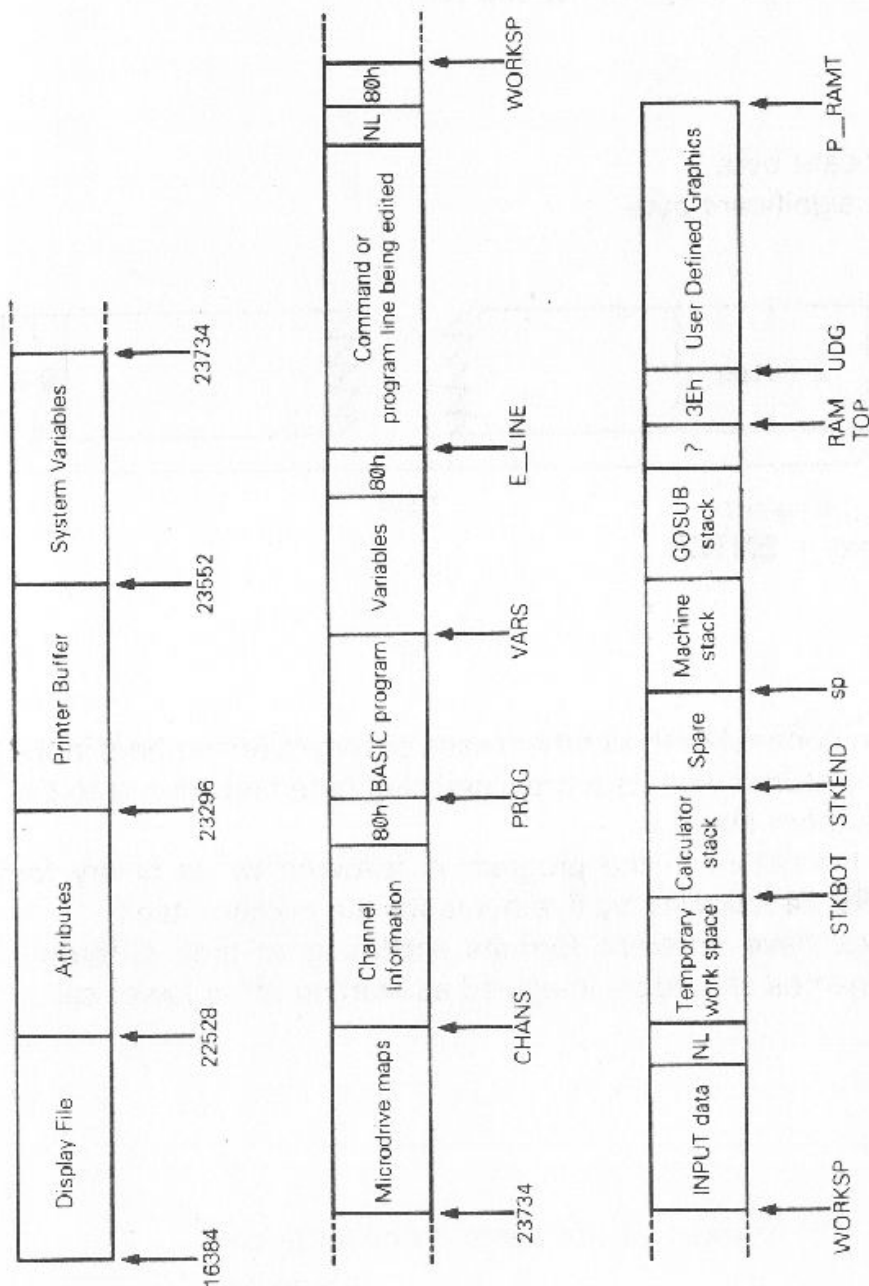 Display File
Attributes
Printer Buffer
System Variables
16384
22528
23296
23552
23734
Microdrive maps
Channel
Information
80h
BASIC program
Variables
80h
Command or
program line being edited
NL
80h
23734
CHANS
PROG
VARS
E__LINE
WORKSP
INPUT data
NL
Temporary
work space
Calculator
stack
Spare
Machine
stack
GOSUB
stack
?
3Eh
User Defined Graphics
WORKSP
STKBOT
STKEND
sp
RAM
TOP
UDG
P__RAMT